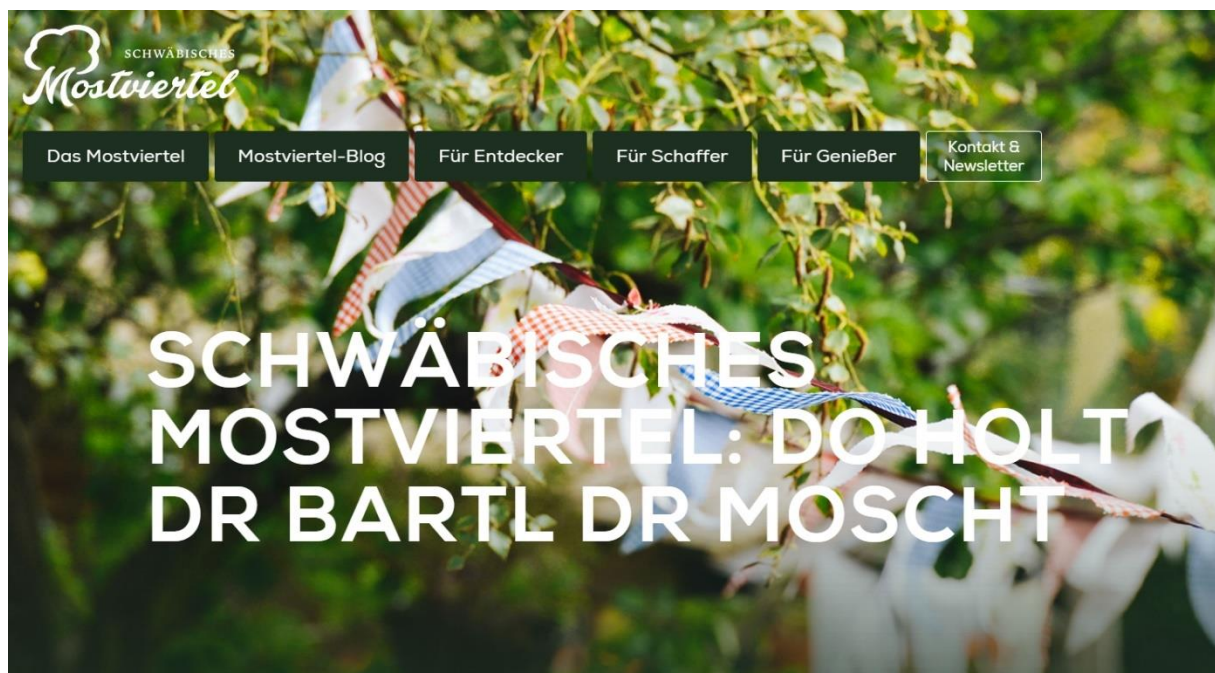 SCHWÄBISCHES
Mostviertel
Das Mostviertel
Mostviertel-Blog
Für Entdecker
Für Schaffer
Für Genießer
Kontakt &
Newsletter
SCHWÄBISCHES
MOSTVIERTEL: DO HOLT
DR BARTL DR MOSCHT